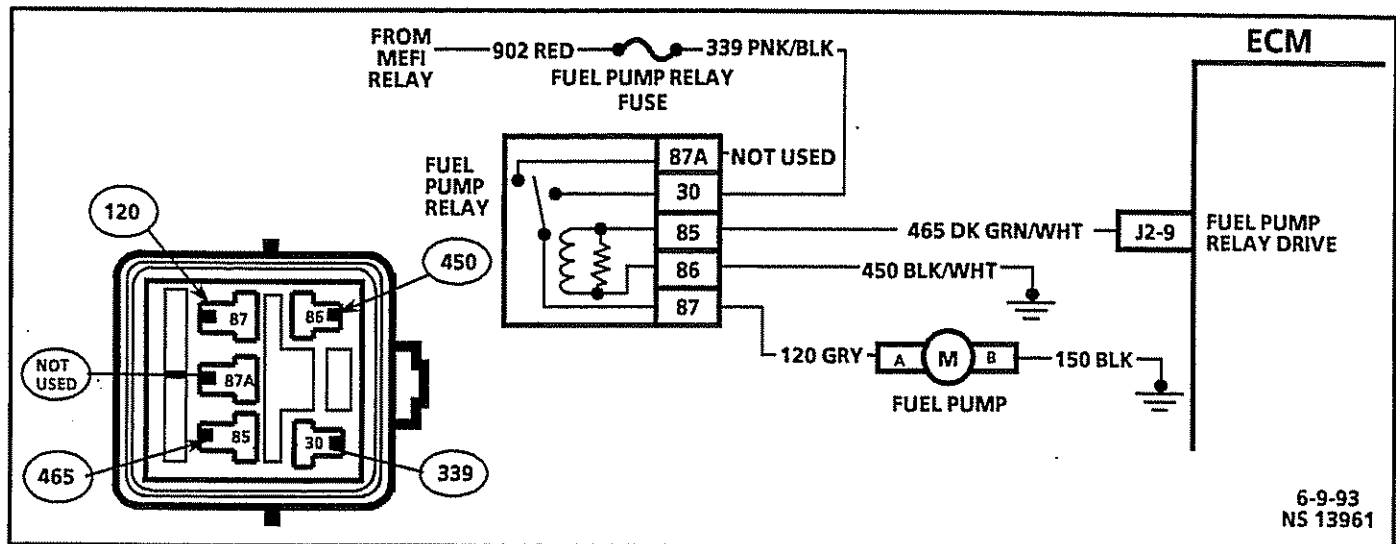 FROM
MEFI
RELAY
902 RED
339 PNK/BLK
FUEL PUMP RELAY
FUSE
ECM
FUEL
PUMP
RELAY
87A
NOT USED
30
85
465 DK GRN/WHT
J2-9
FUEL PUMP
RELAY DRIVE
86
450 BLK/WHT
87
120 GRY
A
M
B
150 BLK
FUEL PUMP
120
450
87
86
NOT
USED
87A
85
30
465
339
6-9-93
NS 13961